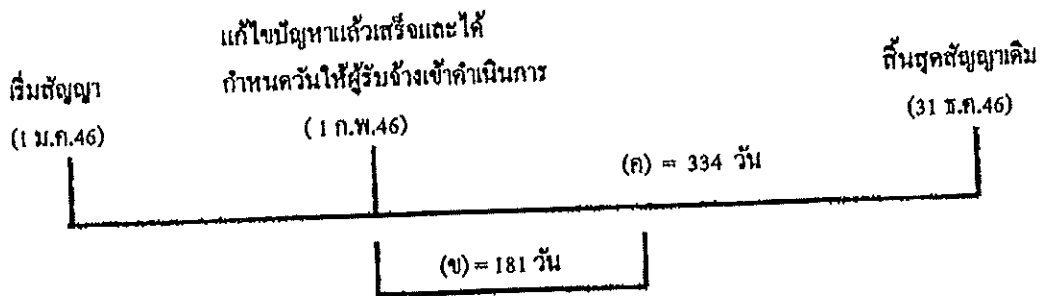 แก้ไขปัญหาแล้วเสร็จและได้
กำหนดวันให้ผู้รับจ้างเข้าดำเนินการ
เริ่มสัญญา
สิ้นสุดสัญญาเดิม
(1 ม.ค.46)
(1 ก.พ.46)
(31 ธ.ค.46)
(ค) = 334 วัน
(ข) = 181 วัน